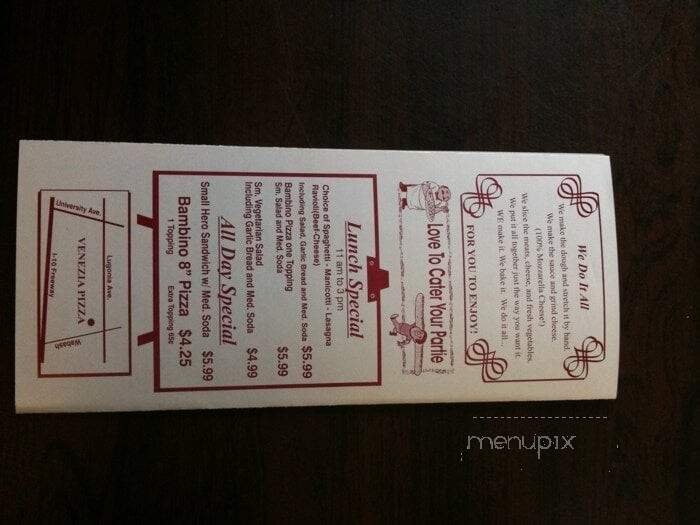 We Do It All
We make the dough and stretch it by hand
We make the sauce and grind cheese.
(100% Mozzarella Cheese!)
We slice the meats, cheese, and fresh vegetables.
We put it all together just the way you want it.
WE make it. We bake it. We do it all...
FOR YOU TO ENJOY!
Love To Cater Your Partie
Lunch Special
11 am to 3 pm
Choice of Spaghetti - Manicotti - Lasagna
Ravioli(Beef-Cheese)
Including Salad, Garlic Bread and Med. Soda $5.99
Bambino Pizza one Topping
Sm. Salad and Med. Soda $5.99
Sm. Vegetarian Salad
Including Garlic Bread and Med. Soda $4.99
All Day Special
Small Hero Sandwich w/ Med. Soda $5.99
Bambino 8" Pizza $4.25
1 Topping Extra Topping 85¢
University Ave.
Lugonia Ave.
VENEZIA PIZZA
Wabash
I-10 Freeway
menupix